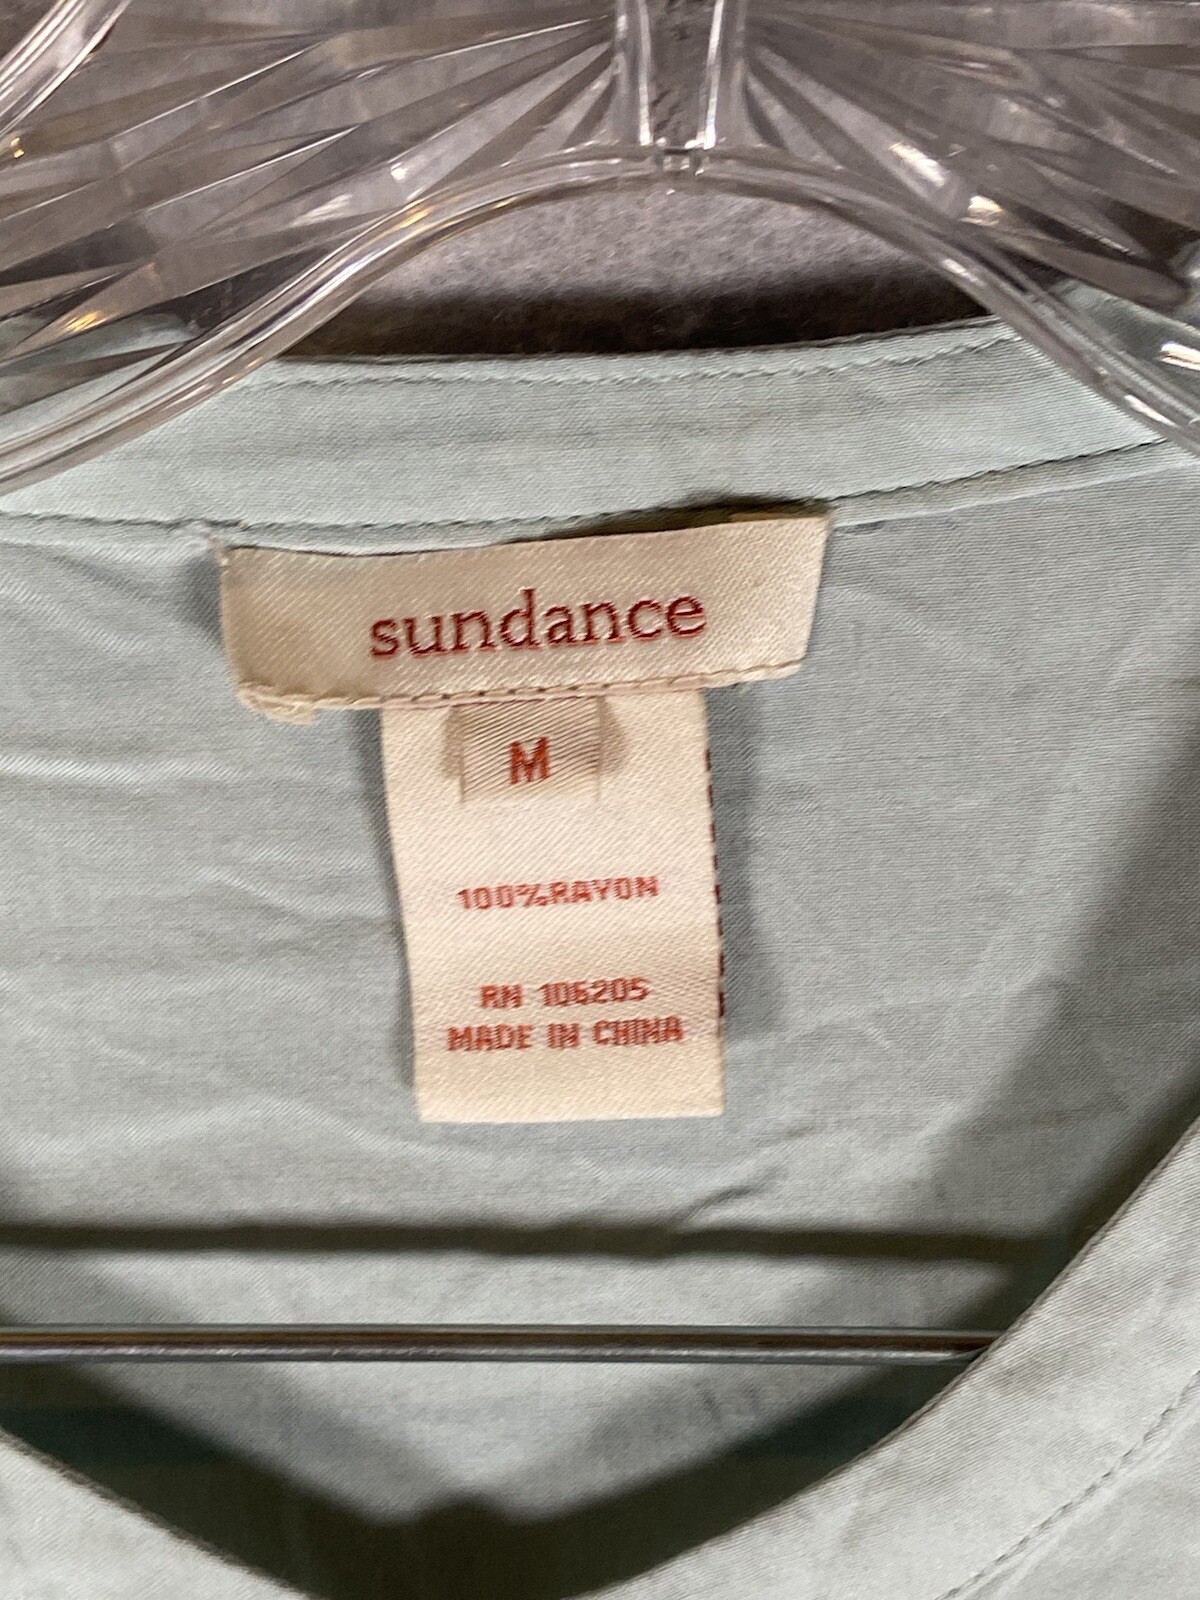 sundance
M
100%RAYON
RN 106205
MADE IN CHINA